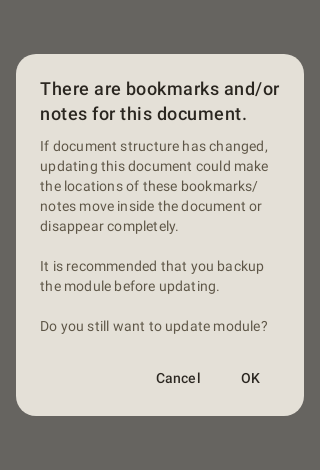 There are bookmarks and/or
notes for this document.
If document structure has changed,
updating this document could make
the locations of these bookmarks/
notes move inside the document or
disappear completely.
It is recommended that you backup
the module before updating.
Do you still want to update module?
Cancel OK